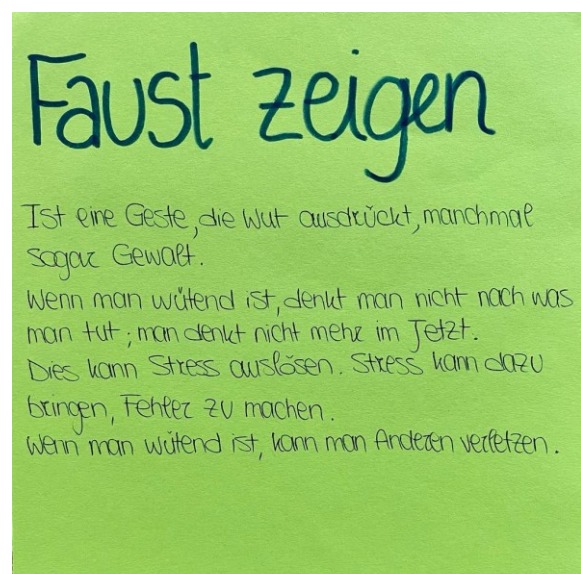 Faust zeigen
Ist eine Geste, die Wut ausdrückt, manchmal
sogar Gewalt.
Wenn man wütend ist, denkt man nicht nach was
man tut; man denkt nicht mehr im Jetzt.
Dies kann Stress auslösen. Stress kann dazu
bringen, Fehler zu machen.
Wenn man wütend ist, kann man Anderen verletzen.